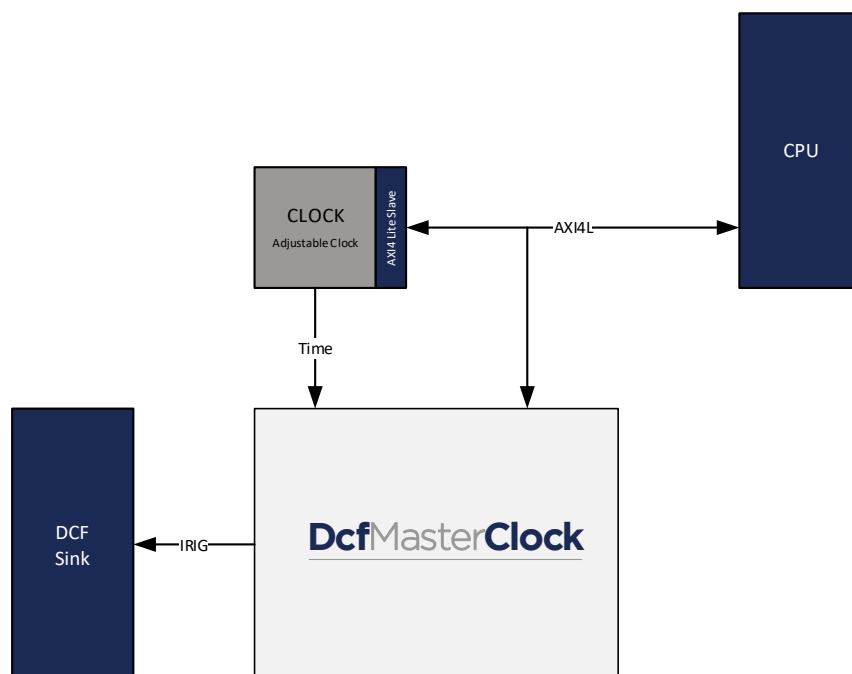 CPU
CLOCK
Adjustable Clock
AXI4 Lite Slave
AXI4L
Time
DCF
Sink
IRIG
DcfMasterClock